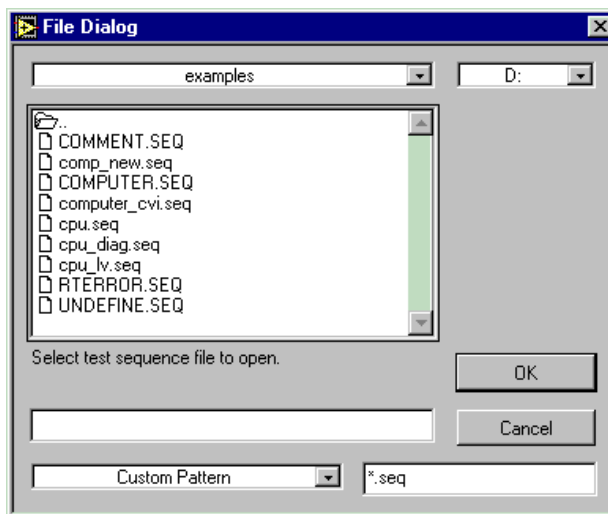 File Dialog
examples
D:
..
COMMENT.SEQ
comp_new.seq
COMPUTER.SEQ
computer_cvi.seq
cpu.seq
cpu_diag.seq
cpu_lv.seq
RTERROR.SEQ
UNDEFINE.SEQ
Select test sequence file to open.
OK
Cancel
Custom Pattern
*.seq